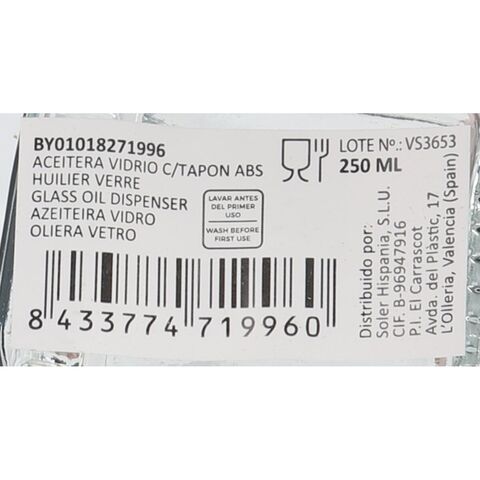 BY01018271996
ACEITERA VIDRIO C/TAPON ABS
HUILIER VERRE
GLASS OIL DISPENSER
AZEITEIRA VIDRO
OLIERA VETRO
LAVAR ANTES
DEL PRIMER
USO
WASH BEFORE
FIRST USE
LOTE Nº.: VS3653
250 ML
8 433774 719960
Distribuido por:
Soler Hispania, S.L.U.
CIF. B-96947916
P.I. El Carrascot
Avda. del Plàstic, 17
L'Olleria, Valencia (Spain)